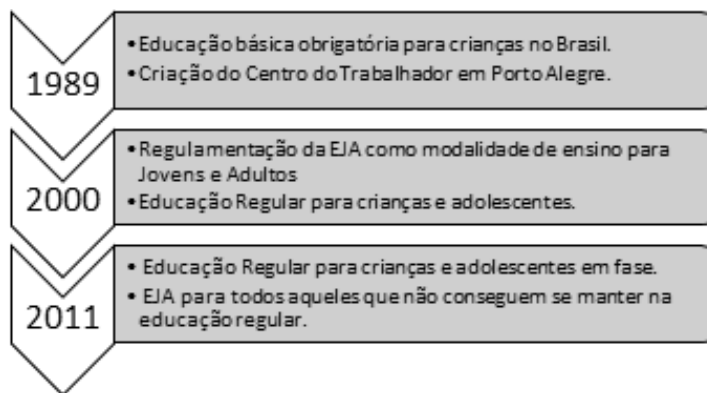 1989
•Educação básica obrigatória para crianças no Brasil.
•Criação do Centro do Trabalhador em Porto Alegre.
2000
•Regulamentação da EJA como modalidade de ensino para
Jovens e Adultos
•Educação Regular para crianças e adolescentes.
2011
• Educação Regular para crianças e adolescentes em fase.
• EJA para todos aqueles que não conseguem se manter na
educação regular.